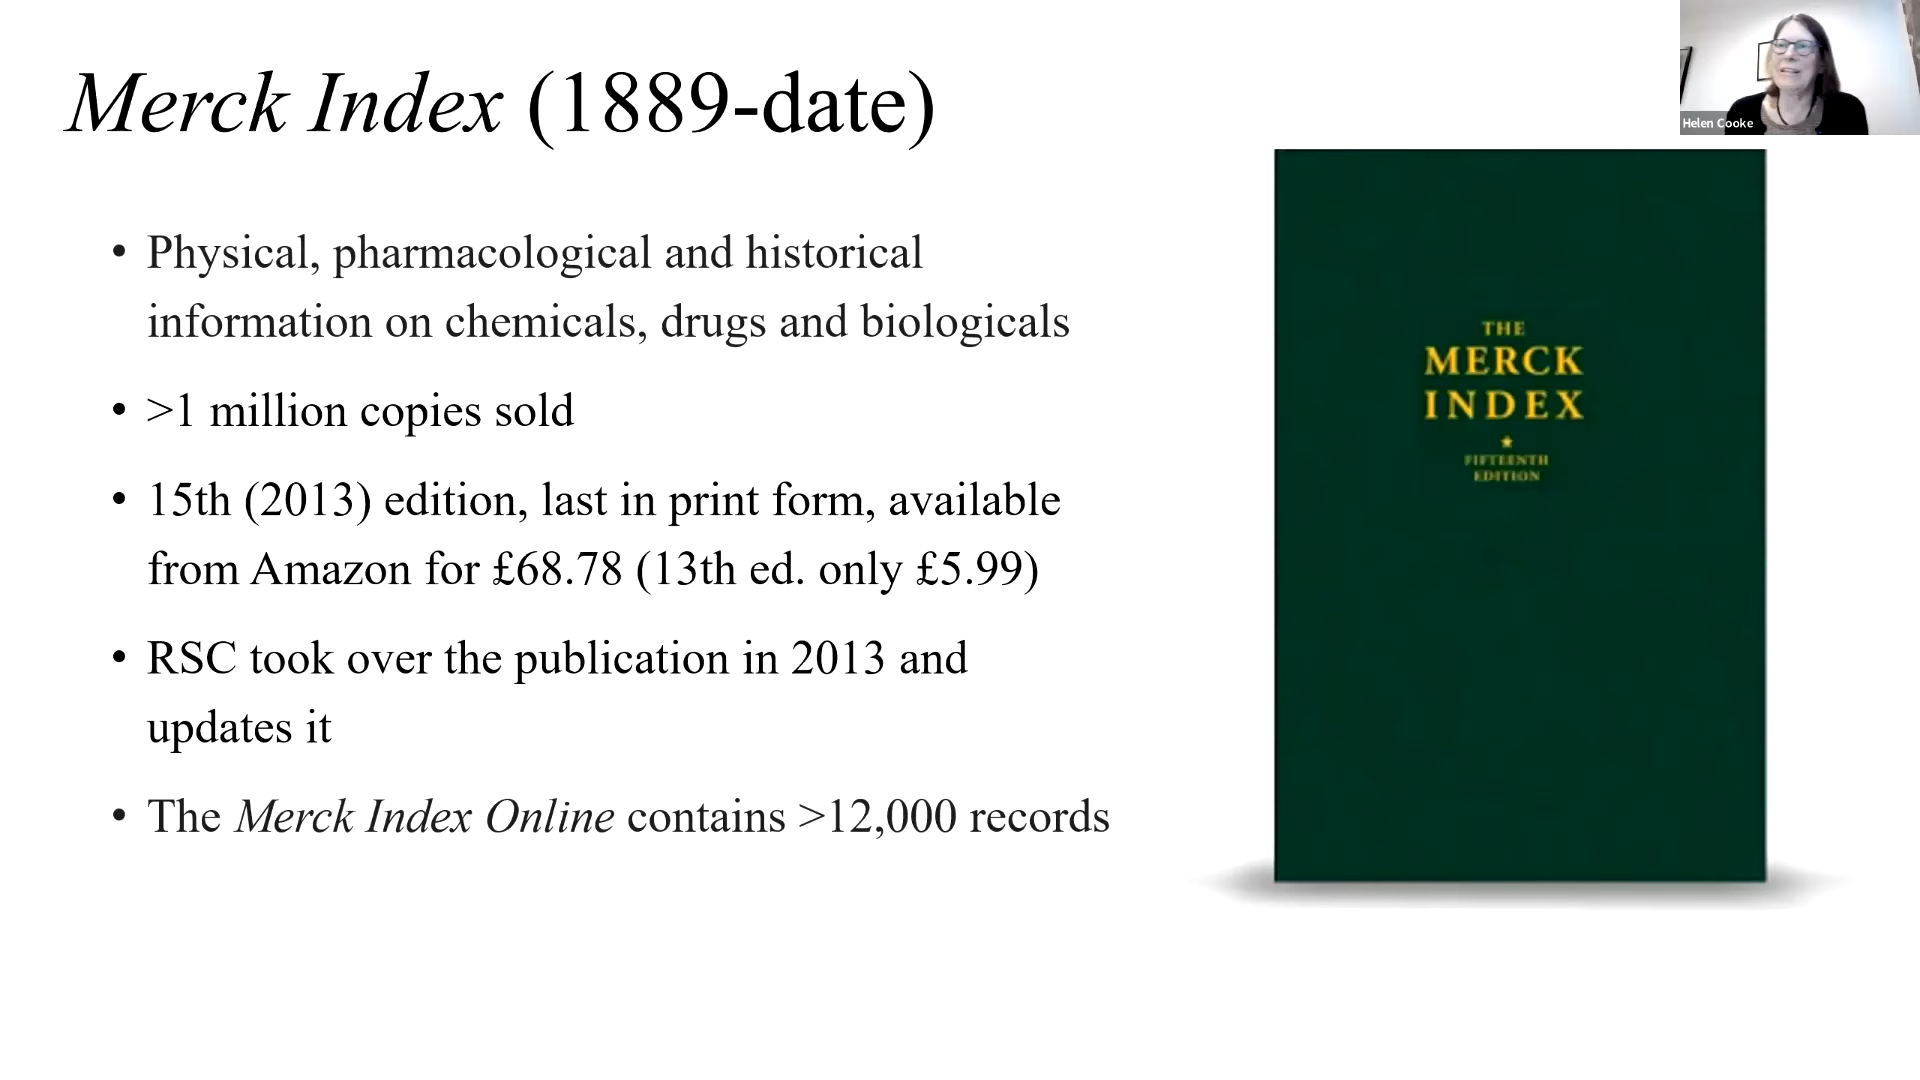 Merck Index (1889-date)
Helen Cooke
• Physical, pharmacological and historical
information on chemicals, drugs and biologicals
• >1 million copies sold
• 15th (2013) edition, last in print form, available
from Amazon for £68.78 (13th ed. only £5.99)
• RSC took over the publication in 2013 and
updates it
• The Merck Index Online contains >12,000 records
THE
MERCK
INDEX
FIFTEENTH
EDITION